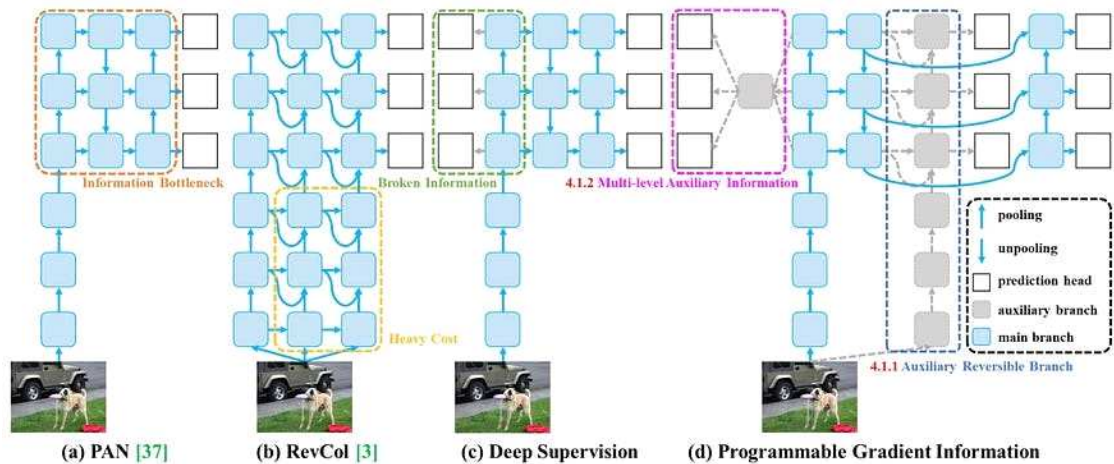 Information Bottleneck
Broken Information
4.1.2 Multi-level Auxiliary Information
pooling
unpooling
prediction head
auxiliary branch
main branch
Heavy Cost
4.1.1 Auxiliary Reversible Branch
(a) PAN [37]
(b) RevCol [3]
(c) Deep Supervision
(d) Programmable Gradient Information